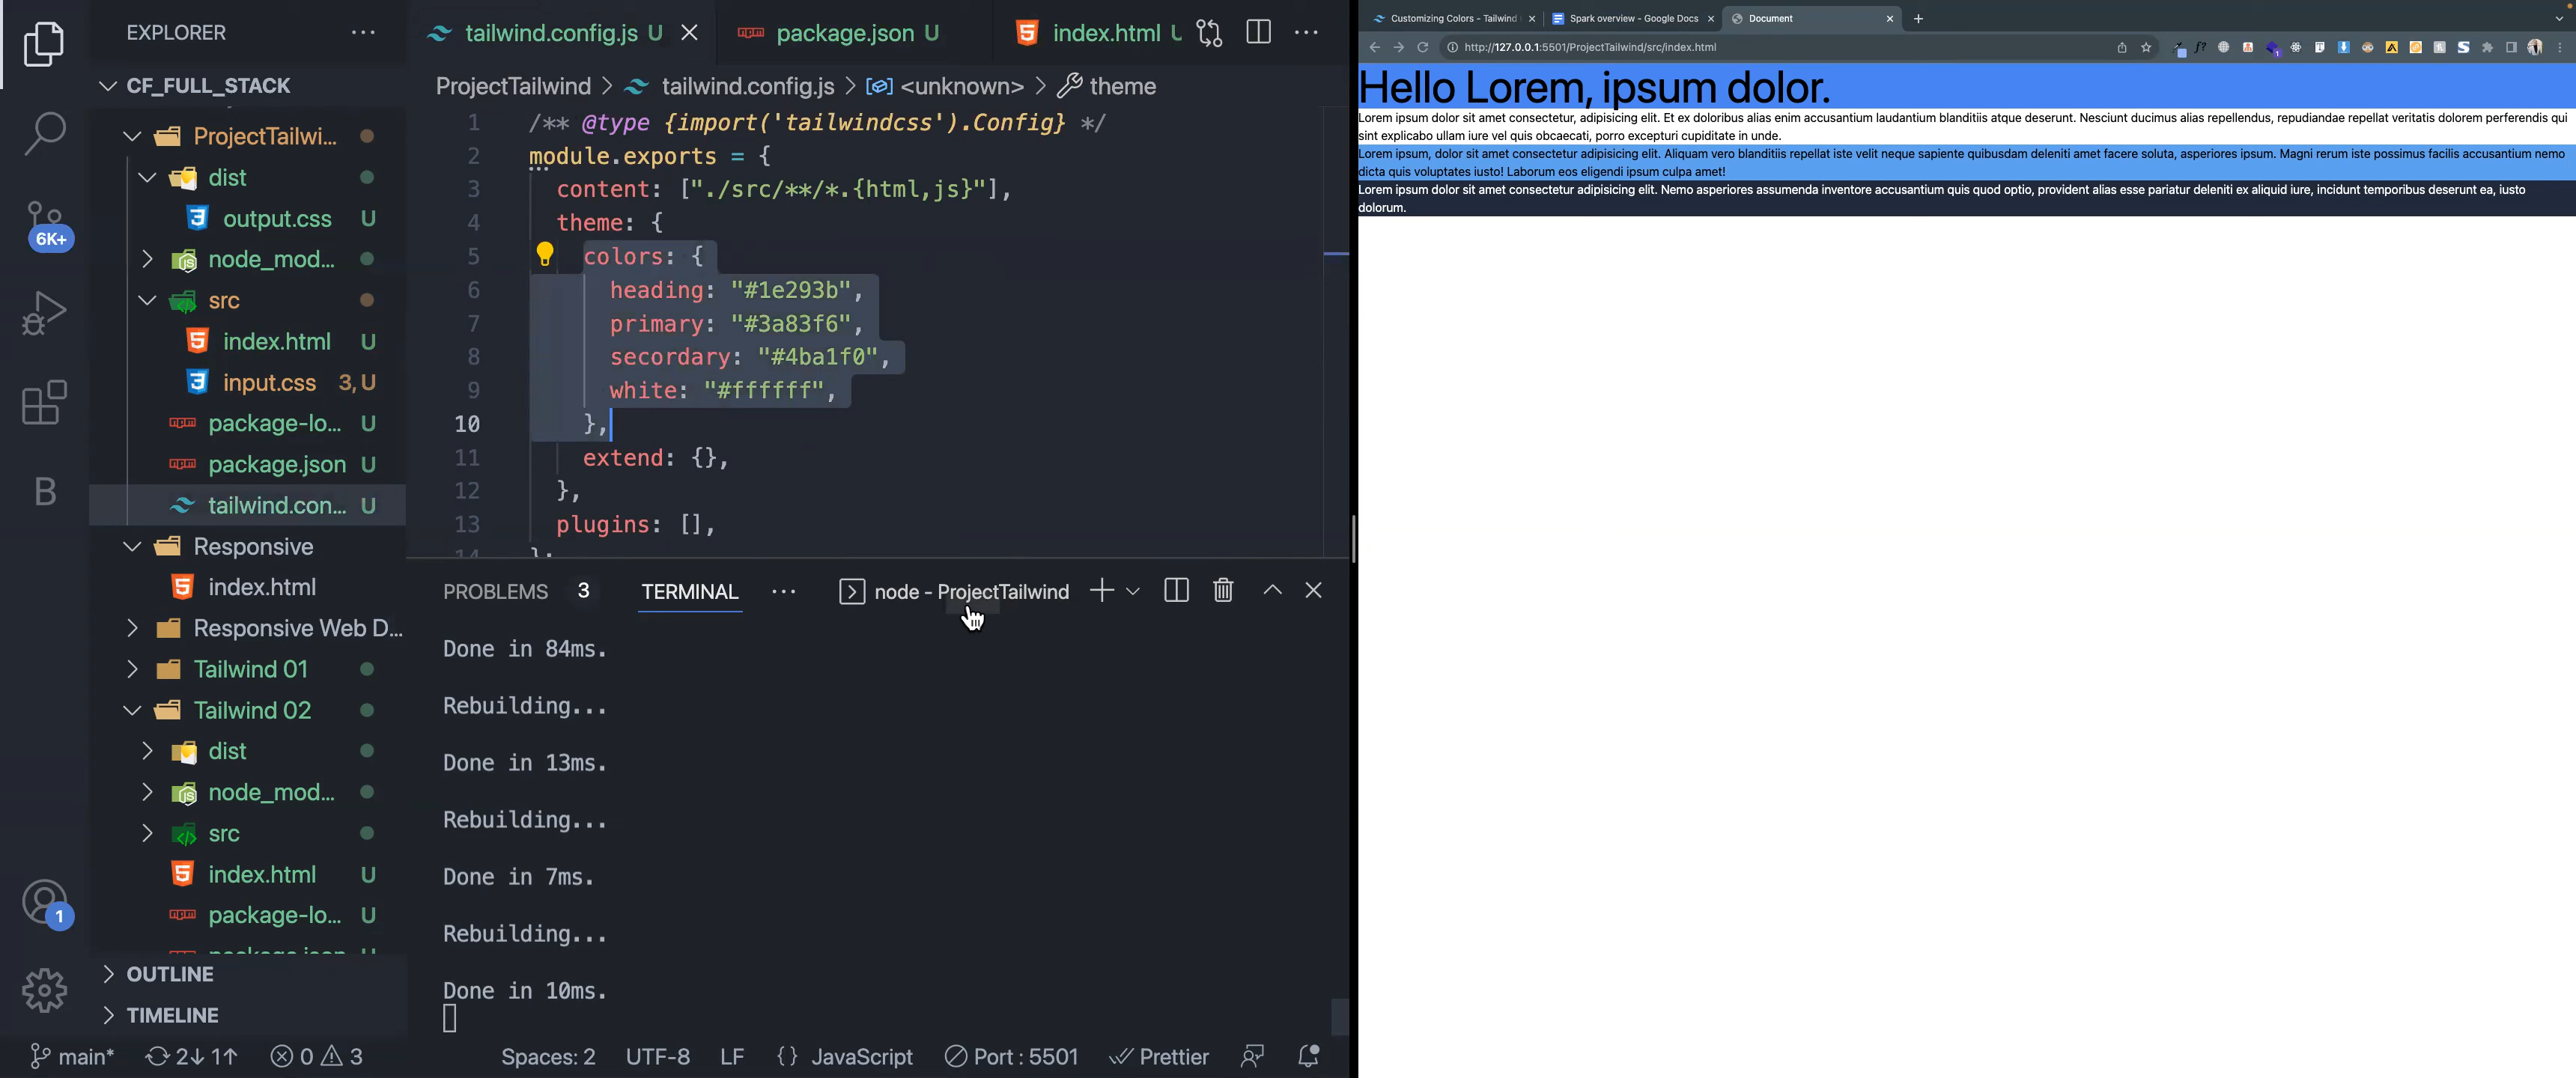 EXPLORER
CF_FULL_STACK
ProjectTailwi...
dist
output.css U
node_mod...
src
index.html U
input.css 3, U
package-lo... U
package.json U
tailwind.con... U
Responsive
index.html
Responsive Web D...
Tailwind 01
Tailwind 02
dist
node_mod...
src
index.html U
package-lo... U
OUTLINE
TIMELINE
6K+
B
1
tailwind.config.js U
package.json U
index.html U
ProjectTailwind > tailwind.config.js > <unknown> > theme
1 /** @type {import('tailwindcss').Config} */
2 module.exports = {
3 content: ["./src/**/*.{html,js}"],
4 theme: {
5 colors: {
6 heading: "#1e293b",
7 primary: "#3a83f6",
8 secordary: "#4ba1f0",
9 white: "#ffffff",
10 },
11 extend: {},
12 },
13 plugins: [],
14 };
PROBLEMS 3 TERMINAL ... node - ProjectTailwind
Done in 84ms.
Rebuilding...
Done in 13ms.
Rebuilding...
Done in 7ms.
Rebuilding...
Done in 10ms.
main* 2↓ 1↑ 0 3 Spaces: 2 UTF-8 LF {} JavaScript Port : 5501 Prettier
Customizing Colors - Tailwind
Spark overview - Google Docs
Document
http://127.0.0.1:5501/ProjectTailwind/src/index.html
Hello Lorem, ipsum dolor.
Lorem ipsum dolor sit amet consectetur, adipisicing elit. Et ex doloribus alias enim accusantium laudantium blanditiis atque deserunt. Nesciunt ducimus alias repellendus, repudiandae repellat veritatis dolorem perferendis qui
sint explicabo ullam iure vel quis obcaecati, porro excepturi cupiditate in unde.
Lorem ipsum, dolor sit amet consectetur adipisicing elit. Aliquam vero blanditiis repellat iste velit neque sapiente quibusdam deleniti amet facere soluta, asperiores ipsum. Magni rerum iste possimus facilis accusantium nemo
dicta quis voluptates iusto! Laborum eos eligendi ipsum culpa amet!
Lorem ipsum dolor sit amet consectetur adipisicing elit. Nemo asperiores assumenda inventore accusantium quis quod optio, provident alias esse pariatur deleniti ex aliquid iure, incidunt temporibus deserunt ea, iusto
dolorum.